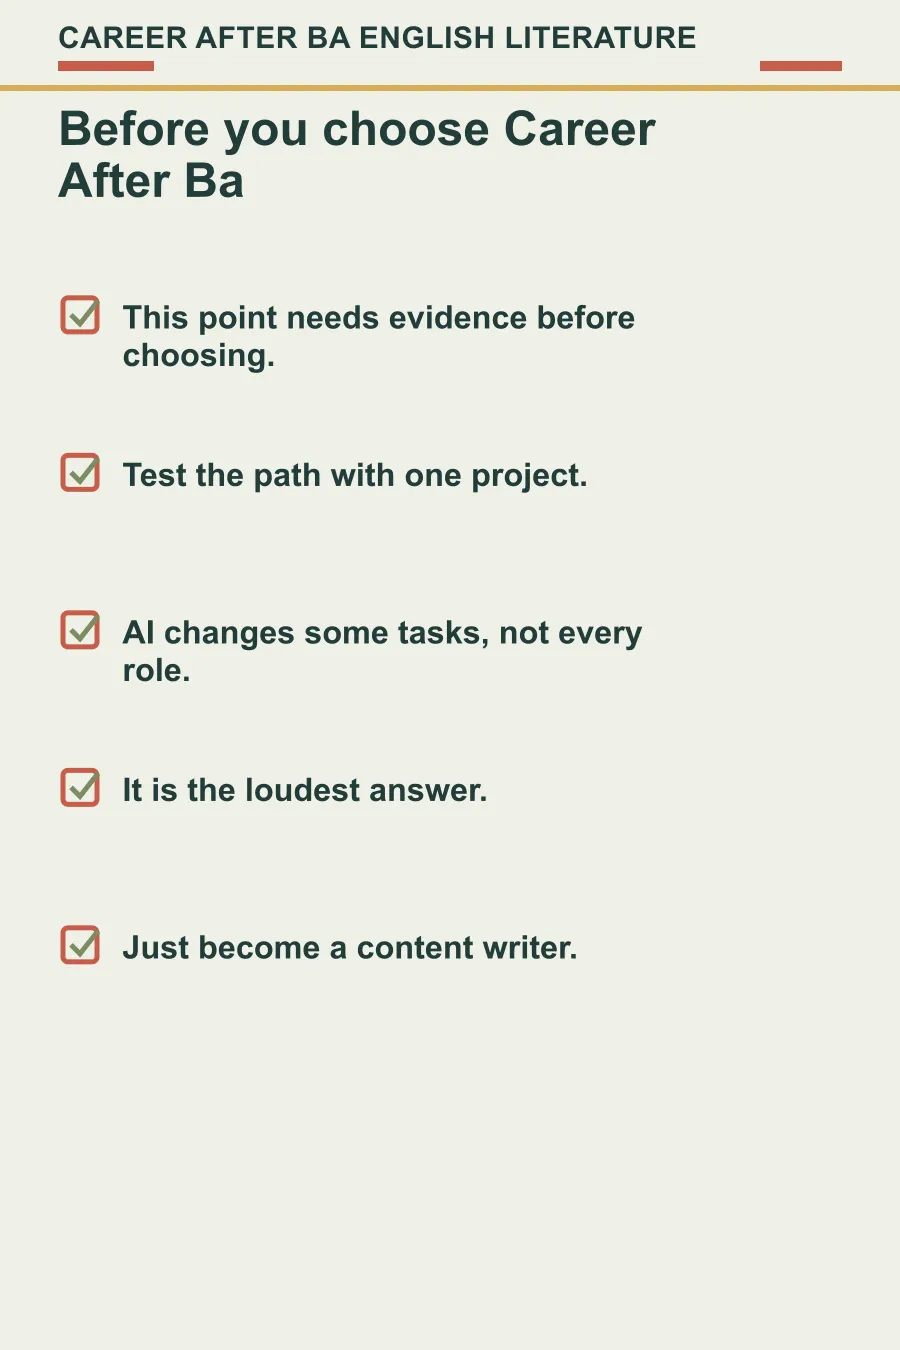 CAREER AFTER BA ENGLISH LITERATURE
Before you choose Career
After Ba
This point needs evidence before
choosing.
Test the path with one project.
AI changes some tasks, not every
role.
It is the loudest answer.
Just become a content writer.